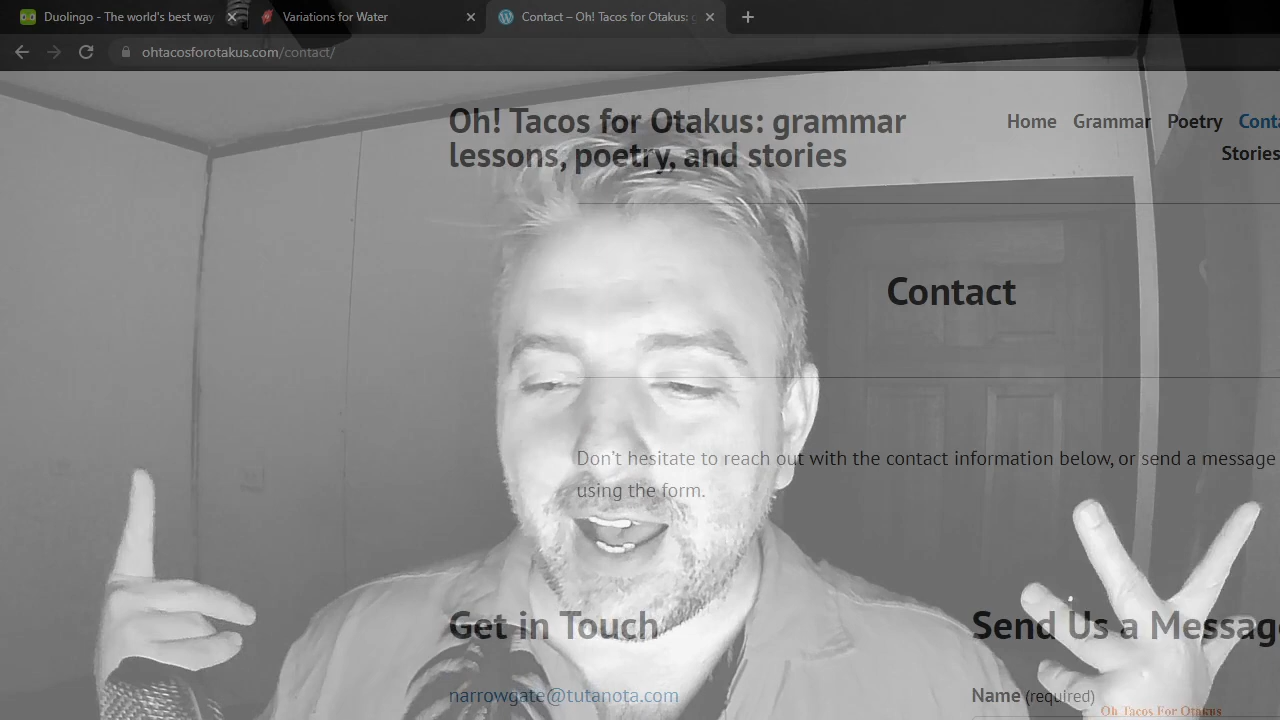 Duolingo - The world's best way
Variations for Water
Contact – Oh! Tacos for Otakus: g
ohtacosforotakus.com/contact/
Oh! Tacos for Otakus: grammar
lessons, poetry, and stories
Home Grammar Poetry Conta
Stories
Contact
Don’t hesitate to reach out with the contact information below, or send a message
using the form.
Get in Touch
Send Us a Messag
narrowgate@tutanota.com
Name (required)
Oh Tacos For Otakus